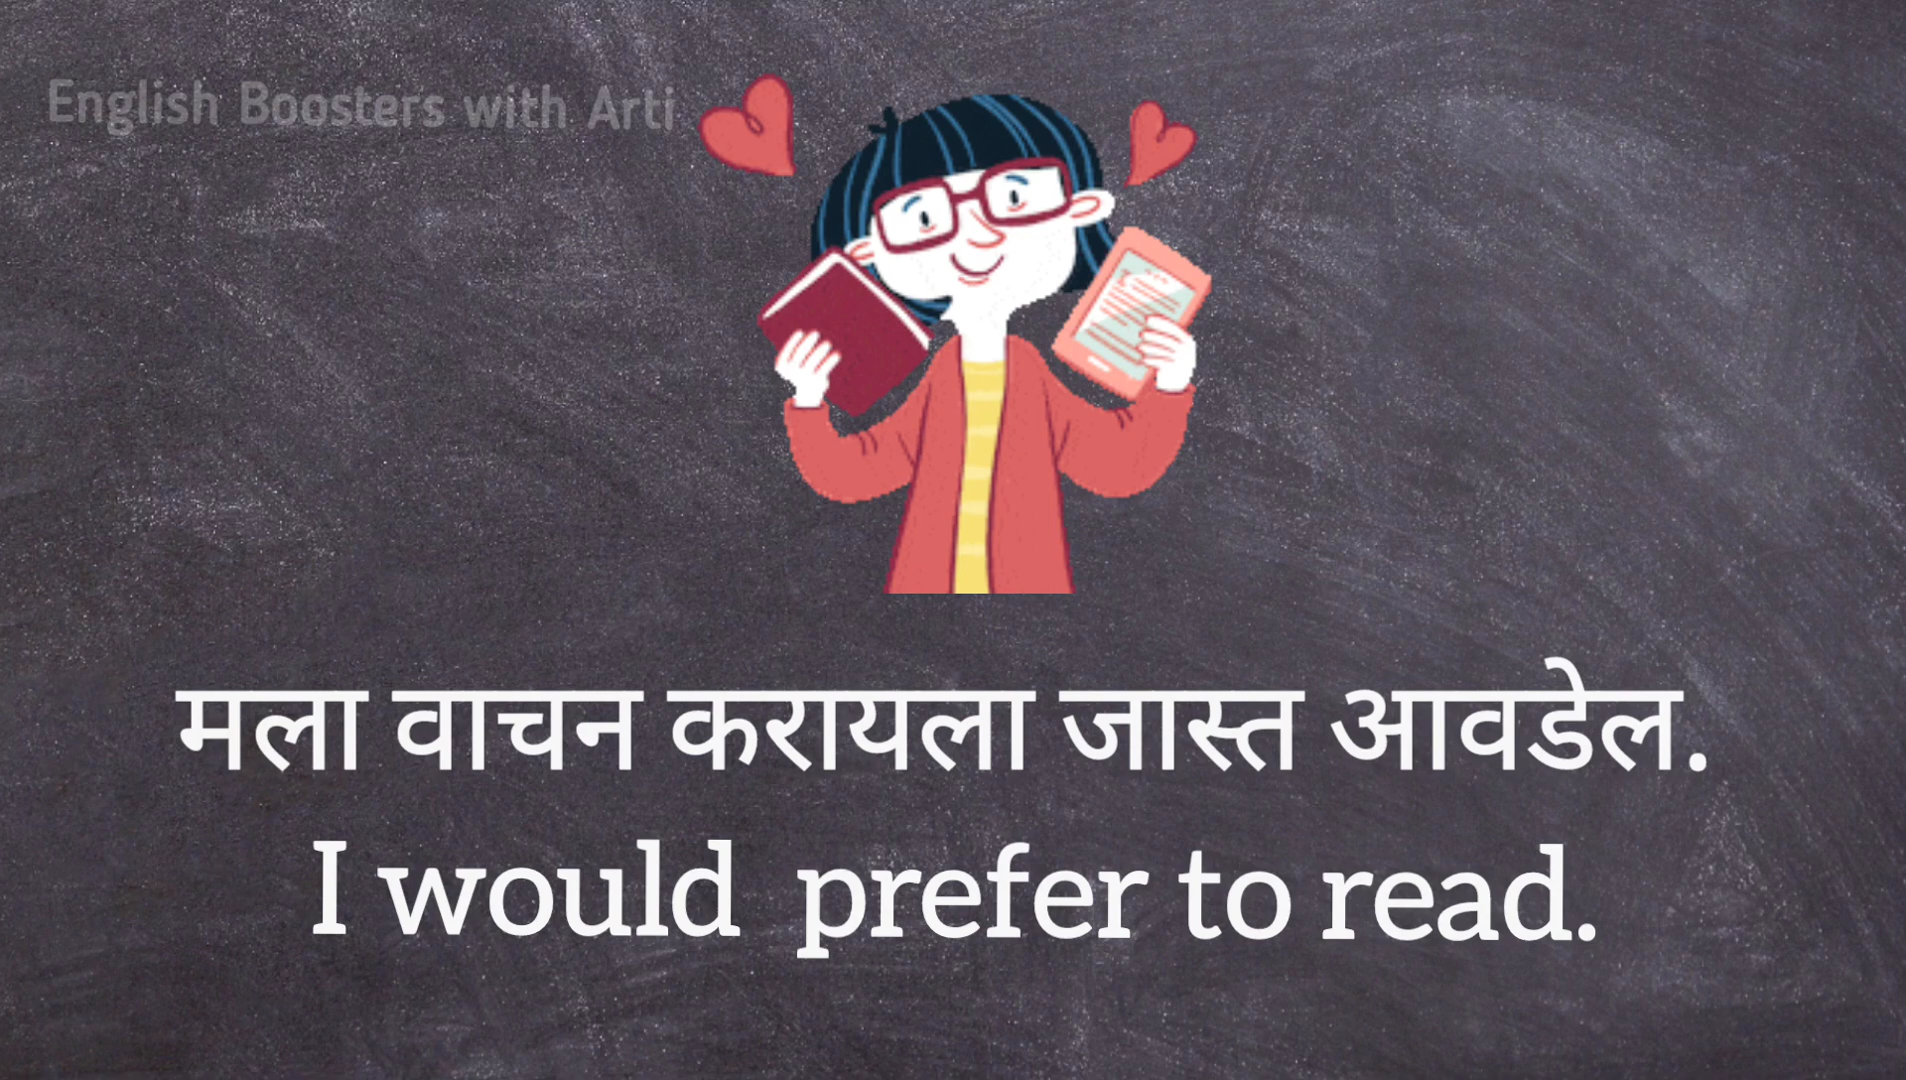 English Boosters with Arti
मला वाचन करायला जास्त आवडेल.
I would prefer to read.